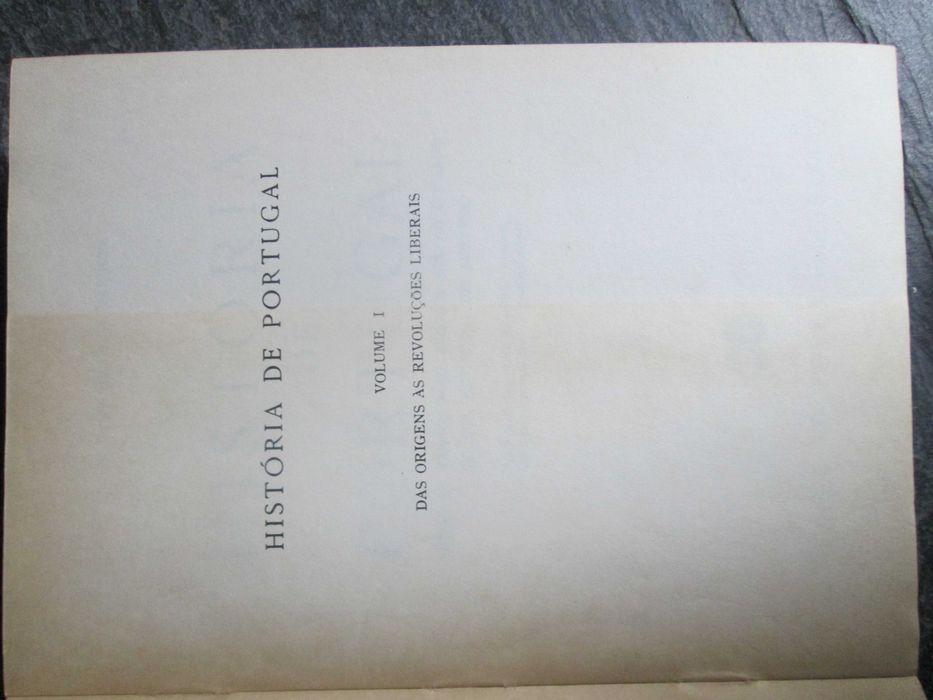 HISTÓRIA DE PORTUGAL
VOLUME I
DAS ORIGENS ÀS REVOLUÇÕES LIBERAIS